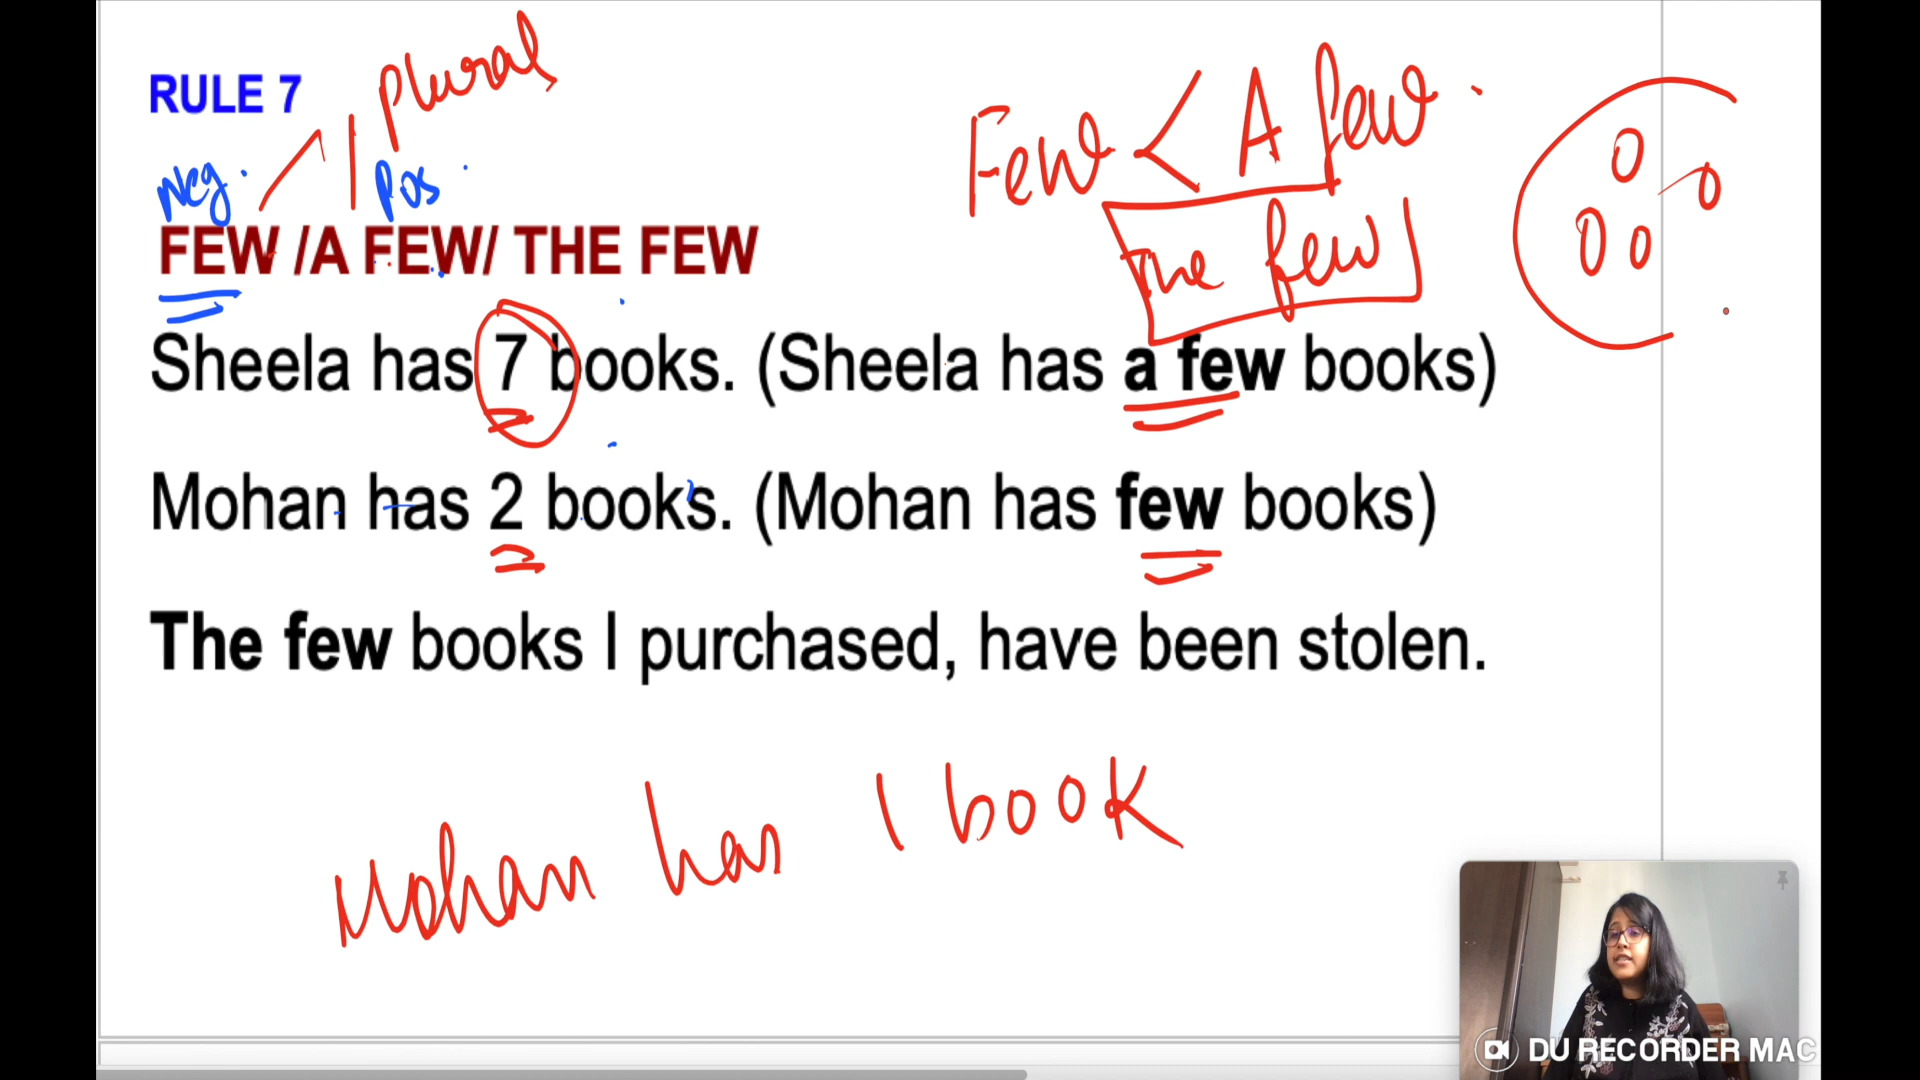 RULE 7
plural
Few < A few.
The few
Neg.
Pos.
FEW /A FEW/ THE FEW
Sheela has 7 books. (Sheela has a few books)
Mohan has 2 books. (Mohan has few books)
The few books I purchased, have been stolen.
Mohan has 1 book
DU RECORDER MAC